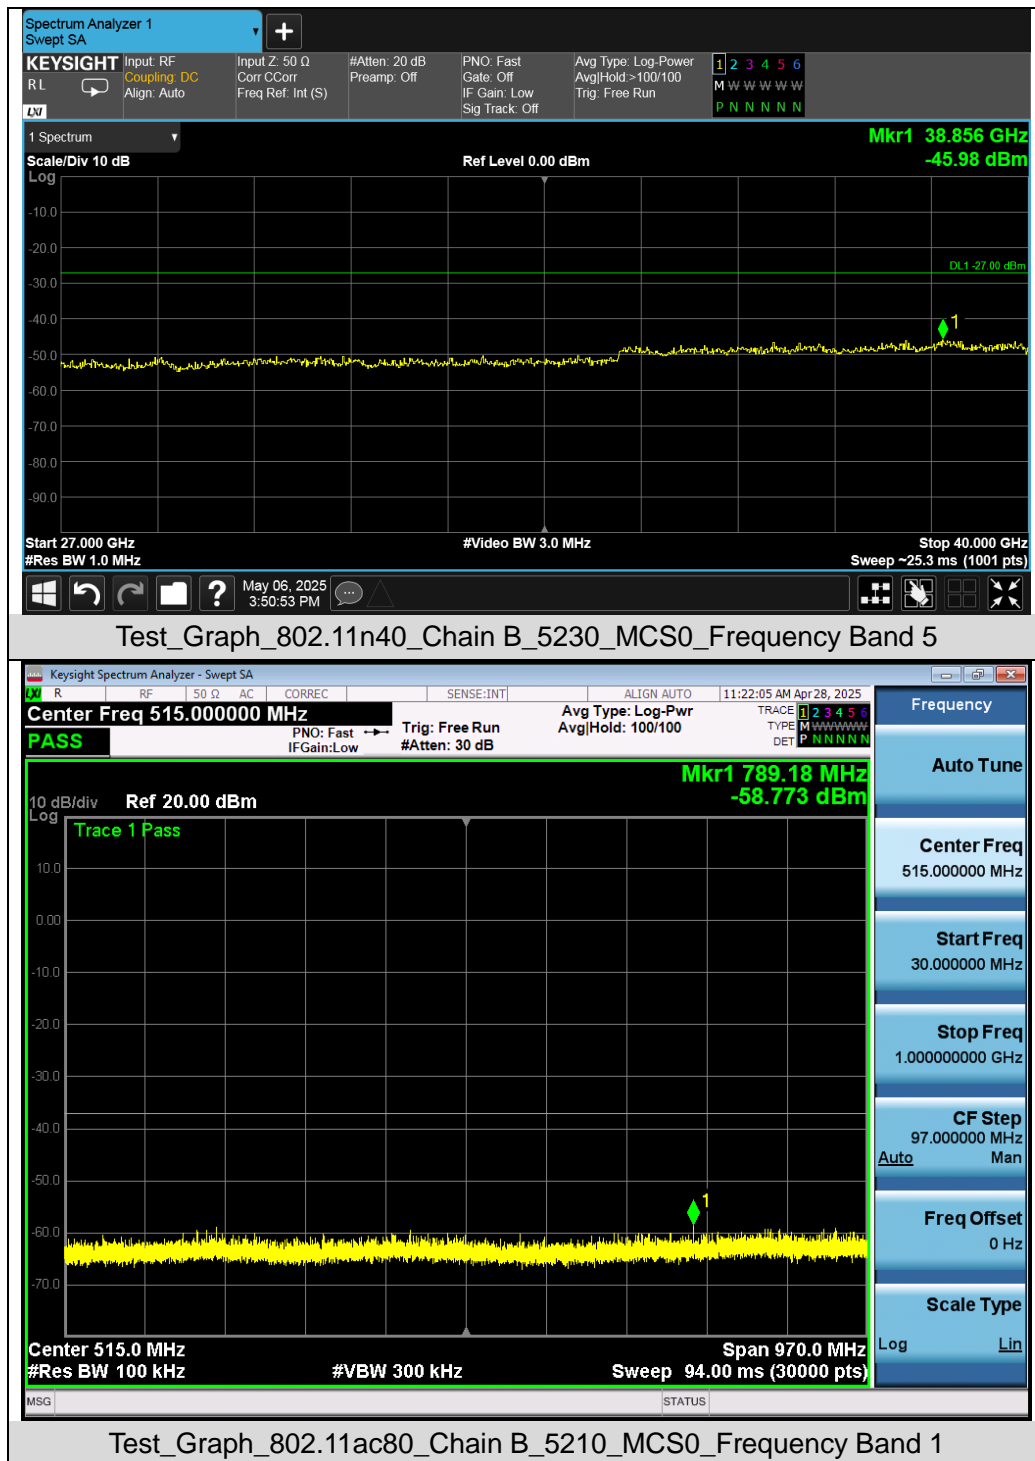 Spectrum Analyzer 1
Swept SA
KEYSIGHT
R L
LXI
Input: RF
Coupling: DC
Align: Auto
Input Z: 50 Ω
Corr CCorr
Freq Ref: Int (S)
#Atten: 20 dB
Preamp: Off
PNO: Fast
Gate: Off
IF Gain: Low
Sig Track: Off
Avg Type: Log-Power
Avg|Hold:>100/100
Trig: Free Run
1 2 3 4 5 6
M W W W W W
P N N N N N
1 Spectrum
Scale/Div 10 dB
Ref Level 0.00 dBm
Mkr1 38.856 GHz
-45.98 dBm
Log
-10.0
-20.0
DL1 -27.00 dBm
-30.0
-40.0
1
-50.0
-60.0
-70.0
-80.0
-90.0
Start 27.000 GHz
#Video BW 3.0 MHz
Stop 40.000 GHz
#Res BW 1.0 MHz
Sweep ~25.3 ms (1001 pts)
?
May 06, 2025
3:50:53 PM
Test_Graph_802.11n40_Chain B_5230_MCS0_Frequency Band 5
Keysight Spectrum Analyzer - Swept SA
LXI R RF 50 Ω AC CORREC SENSE:INT ALIGN AUTO 11:22:05 AM Apr 28, 2025
Center Freq 515.000000 MHz
PASS
PNO: Fast
IFGain:Low
Trig: Free Run
#Atten: 30 dB
Avg Type: Log-Pwr
Avg|Hold: 100/100
TRACE 1 2 3 4 5 6
TYPE M W W W W W
DET P N N N N N
Mkr1 789.18 MHz
-58.773 dBm
10 dB/div Ref 20.00 dBm
Log
Trace 1 Pass
10.0
0.00
-10.0
-20.0
-30.0
-40.0
-50.0
1
-60.0
-70.0
Center 515.0 MHz
Span 970.0 MHz
#Res BW 100 kHz
#VBW 300 kHz
Sweep 94.00 ms (30000 pts)
MSG
STATUS
Frequency
Auto Tune
Center Freq
515.000000 MHz
Start Freq
30.000000 MHz
Stop Freq
1.000000000 GHz
CF Step
97.000000 MHz
Auto Man
Freq Offset
0 Hz
Scale Type
Log Lin
Test_Graph_802.11ac80_Chain B_5210_MCS0_Frequency Band 1